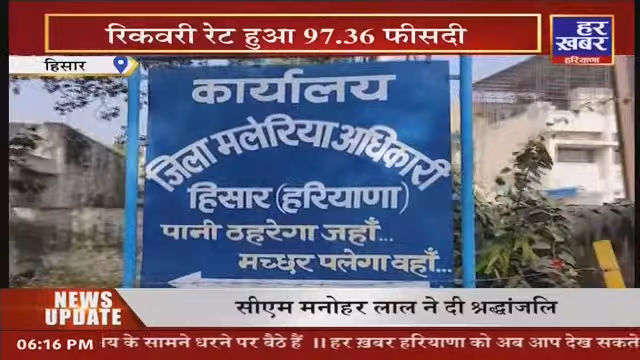 रिकवरी रेट हुआ 97.36 फीसदी
हर
ख़बर
हरियाणा
हिसार
कार्यालय
जिला मलेरिया अधिकारी
हिसार (हरियाणा)
पानी ठहरेगा जहाँ...
मच्छर पलेगा वहाँ...
NEWS
UPDATE
सीएम मनोहर लाल ने दी श्रद्धांजलि
06:16 PM
य के सामने धरने पर बैठे हैं ॥ हर ख़बर हरियाणा को अब आप देख सकते